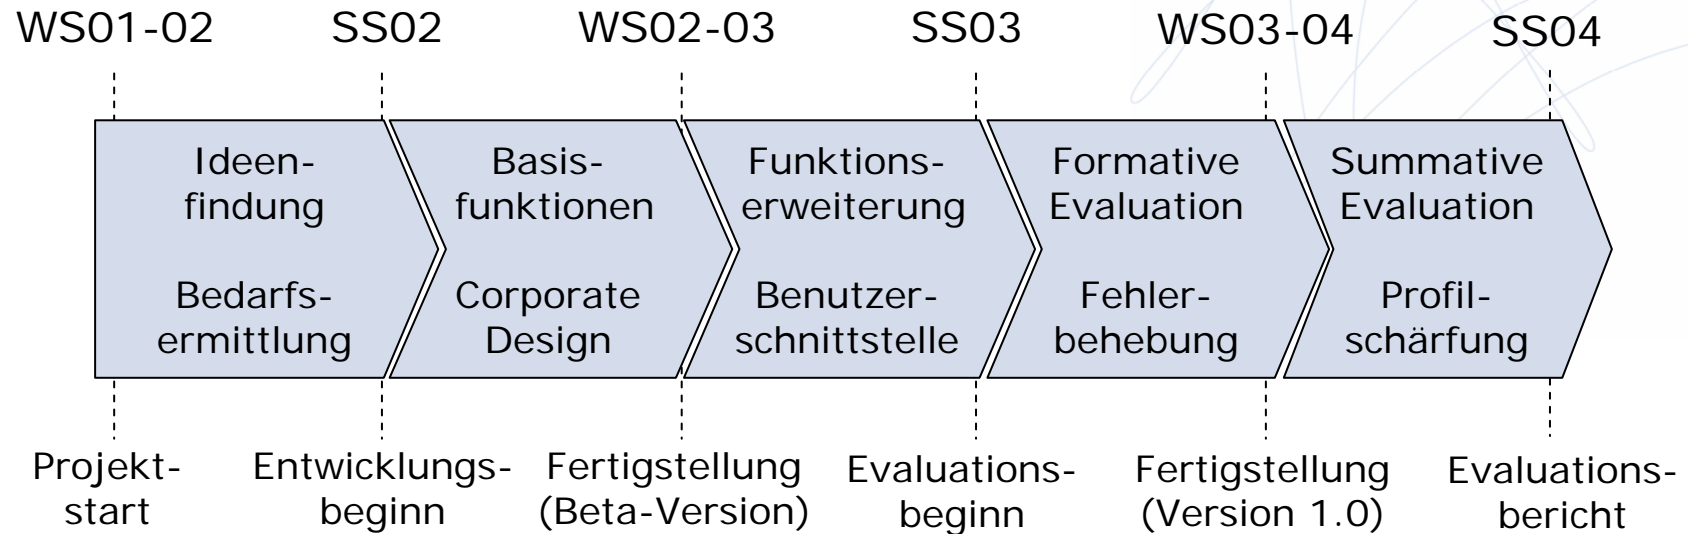 WS01-02 SS02 WS02-03 SS03 WS03-04 SS04
Ideen-
findung
Bedarfs-
ermittlung
Basis-
funktionen
Corporate
Design
Funktions-
erweiterung
Benutzer-
schnittstelle
Formative
Evaluation
Fehler-
behebung
Summative
Evaluation
Profil-
schärfung
Projekt-
start
Entwicklungs-
beginn
Fertigstellung
(Beta-Version)
Evaluations-
beginn
Fertigstellung
(Version 1.0)
Evaluations-
bericht